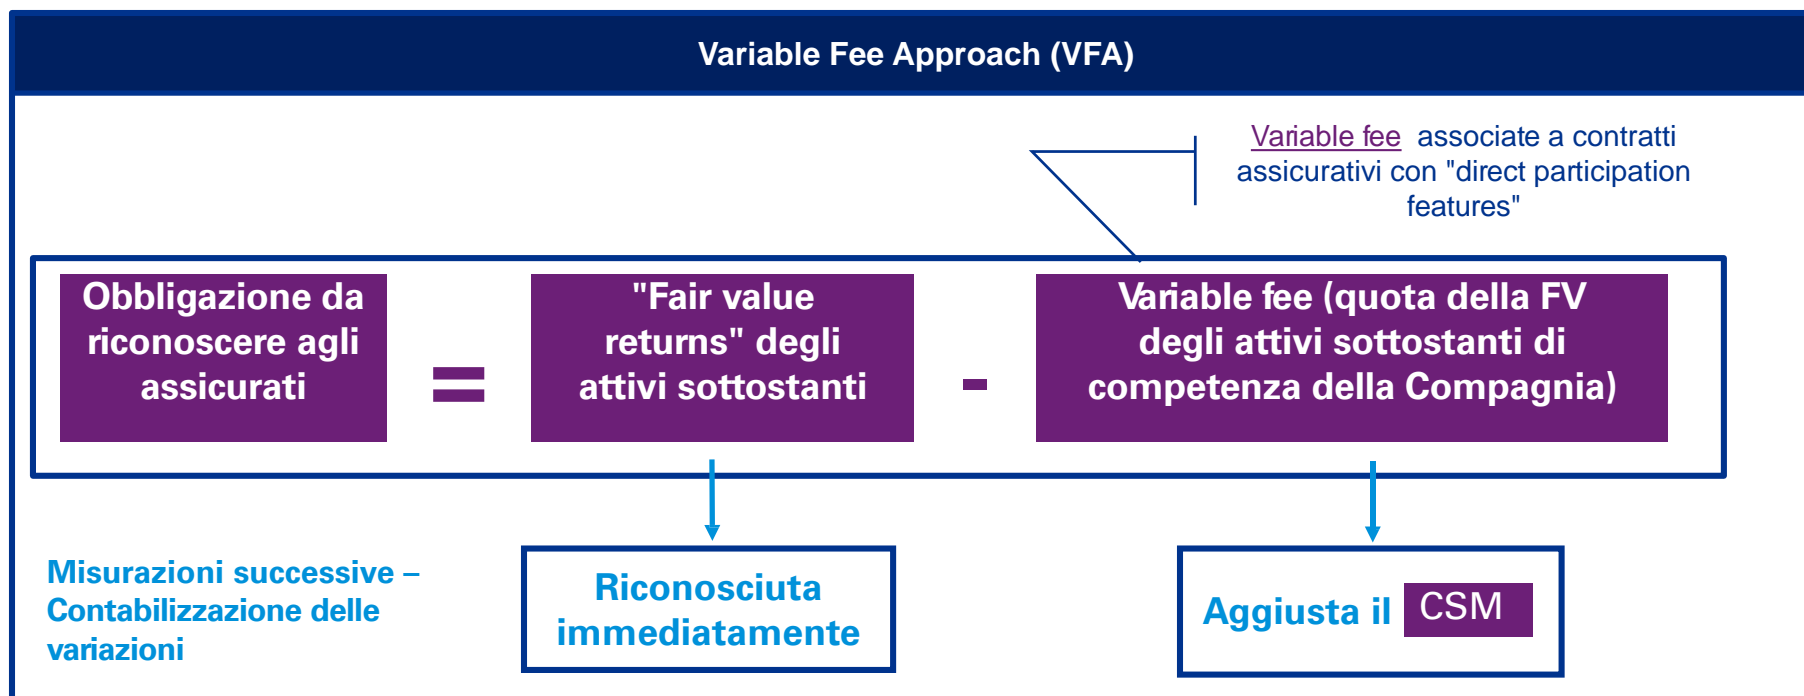 Variable Fee Approach (VFA)
Variable fee associate a contratti
assicurativi con "direct participation
features"
Obbligazione da
riconoscere agli
assicurati
=
"Fair value
returns" degli
attivi sottostanti
-
Variable fee (quota della FV
degli attivi sottostanti di
competenza della Compagnia)
Misurazioni successive –
Contabilizzazione delle
variazioni
Riconosciuta
immediatamente
Aggiusta il CSM